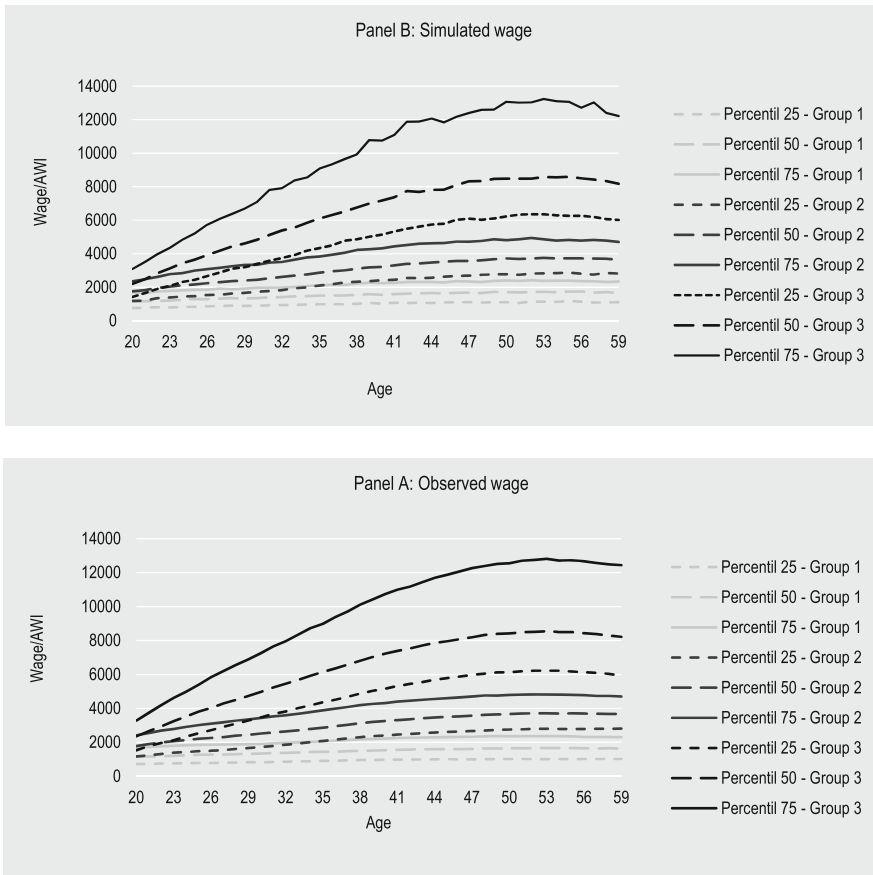 Panel B: Simulated wage
14000
12000
10000
8000
6000
4000
2000
0
Wage/AWI
20 23 26 29 32 35 38 41 44 47 50 53 56 59
Age
Percentil 25 - Group 1
Percentil 50 - Group 1
Percentil 75 - Group 1
Percentil 25 - Group 2
Percentil 50 - Group 2
Percentil 75 - Group 2
Percentil 25 - Group 3
Percentil 50 - Group 3
Percentil 75 - Group 3
Panel A: Observed wage
14000
12000
10000
8000
6000
4000
2000
0
Wage/AWI
20 23 26 29 32 35 38 41 44 47 50 53 56 59
Age
Percentil 25 - Group 1
Percentil 50 - Group 1
Percentil 75 - Group 1
Percentil 25 - Group 2
Percentil 50 - Group 2
Percentil 75 - Group 2
Percentil 25 - Group 3
Percentil 50 - Group 3
Percentil 75 - Group 3